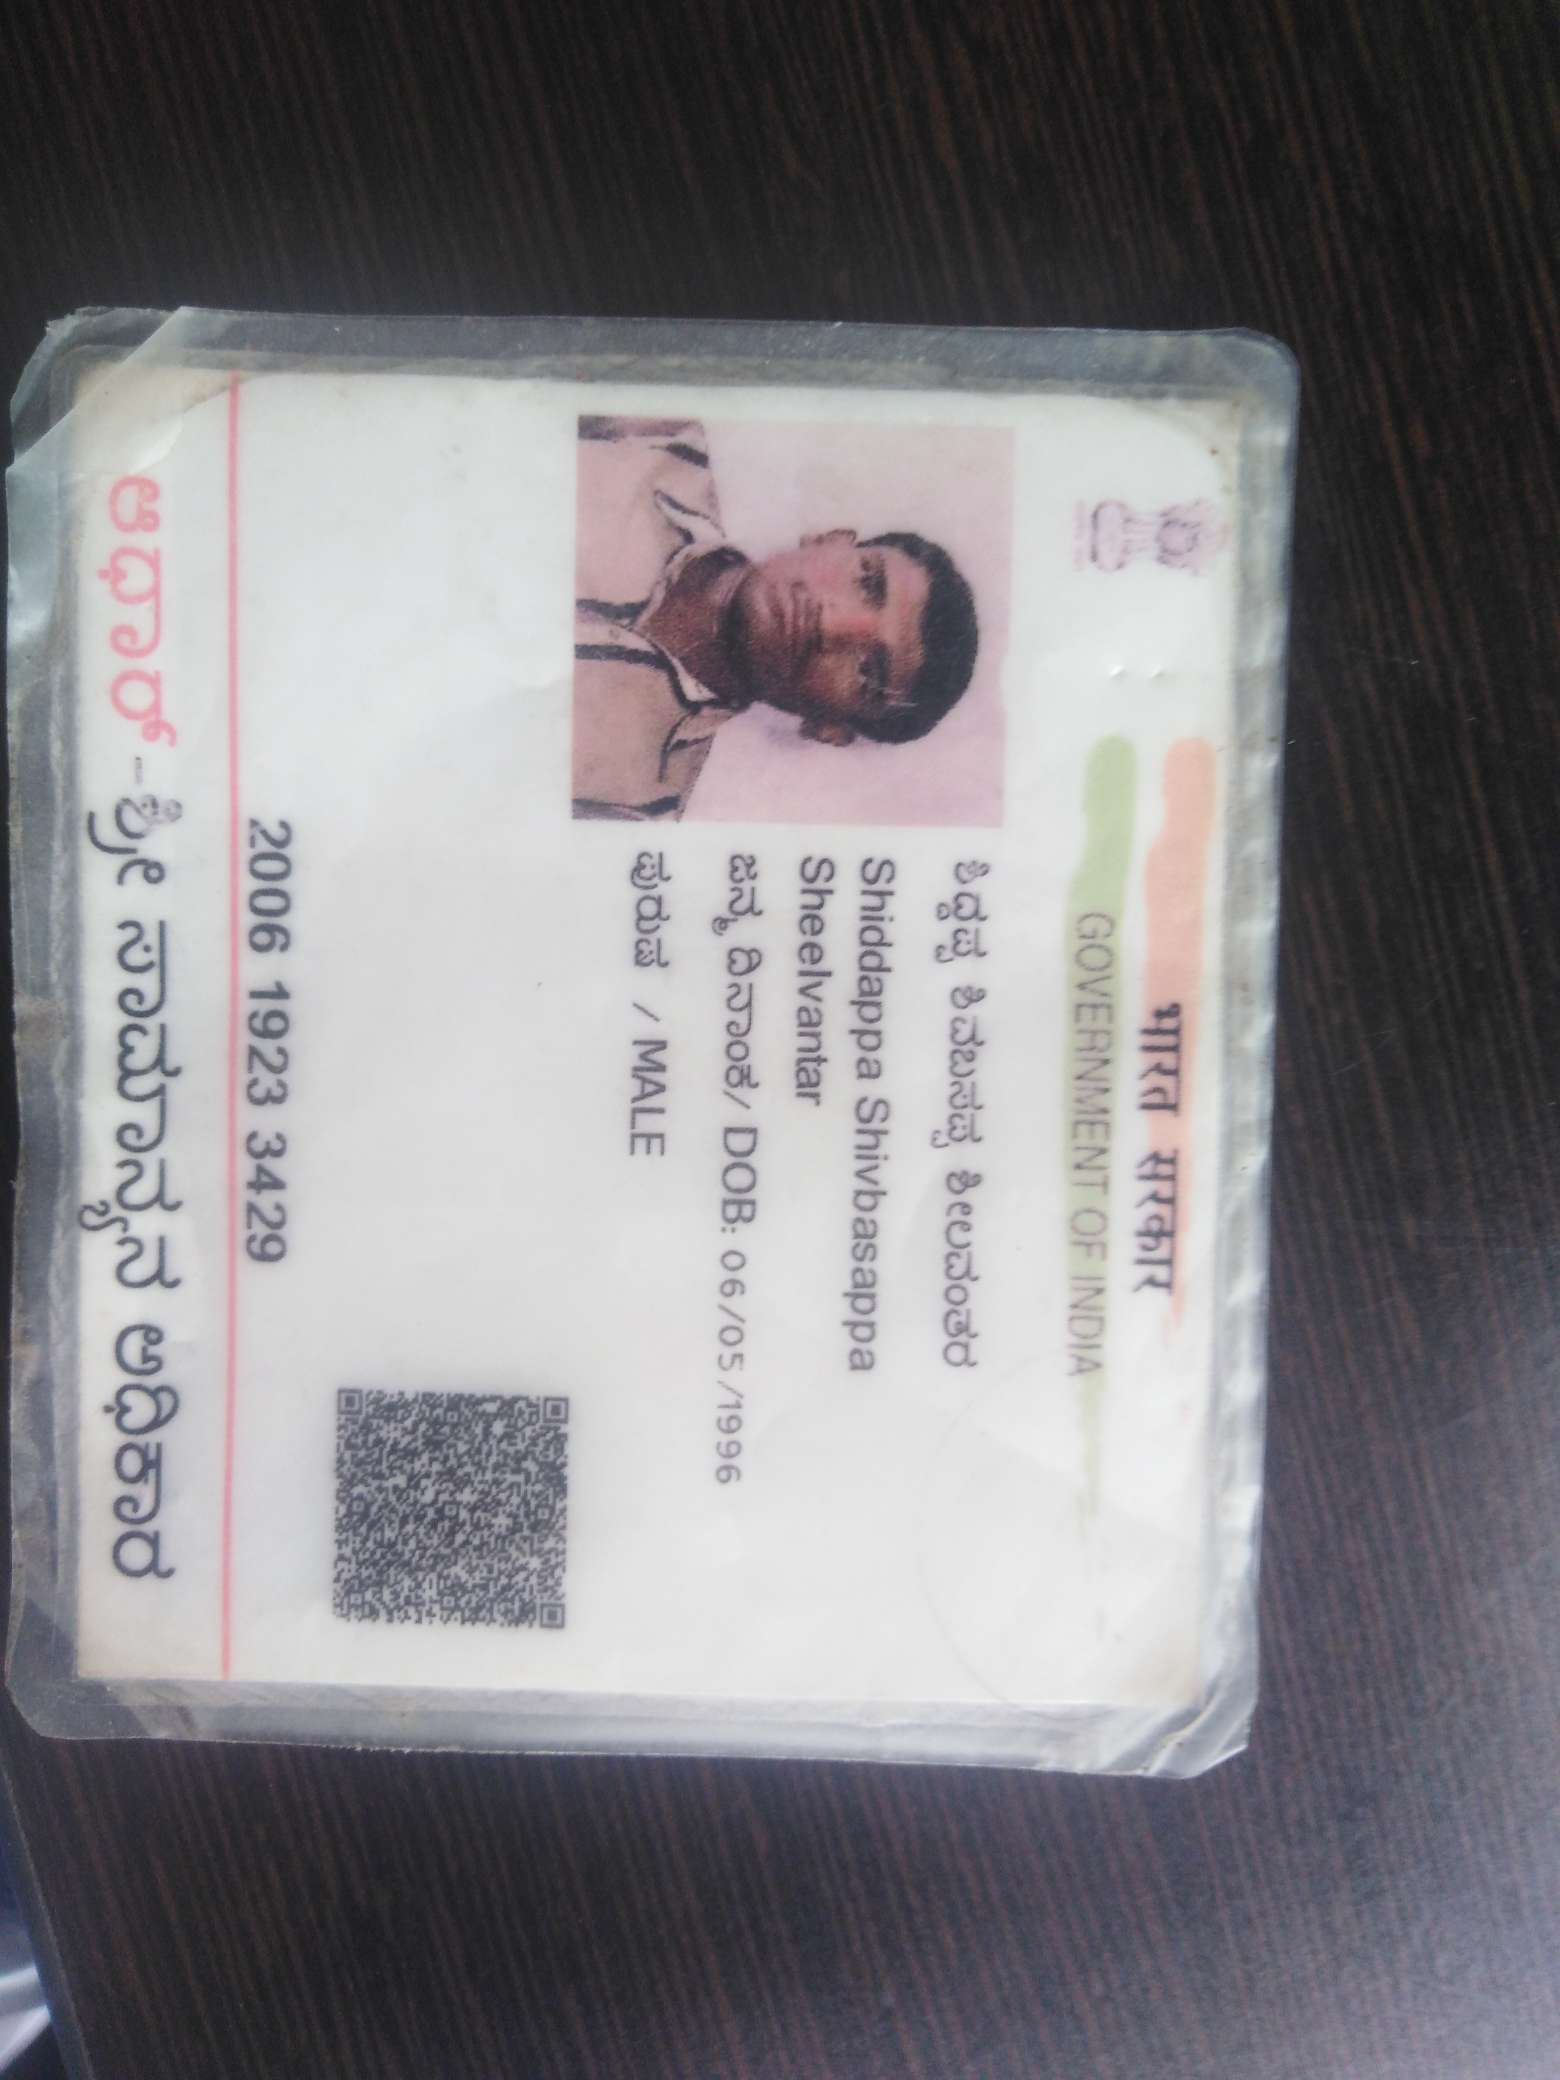 भारत सरकार
GOVERNMENT OF INDIA
ಶಿದ್ದಪ್ಪ ಶಿವಬಸಪ್ಪ ಶೀಲವಂತರ
Shiddappa Shivbasappa
Sheelvantar
ಜನ್ಮ ದಿನಾಂಕ/ DOB: 06/05/1996
ಪುರುಷ / MALE
2006 1923 3429
ಆಧಾರ್-ಶ್ರೀ ಸಾಮಾನ್ಯನ ಅಧಿಕಾರ